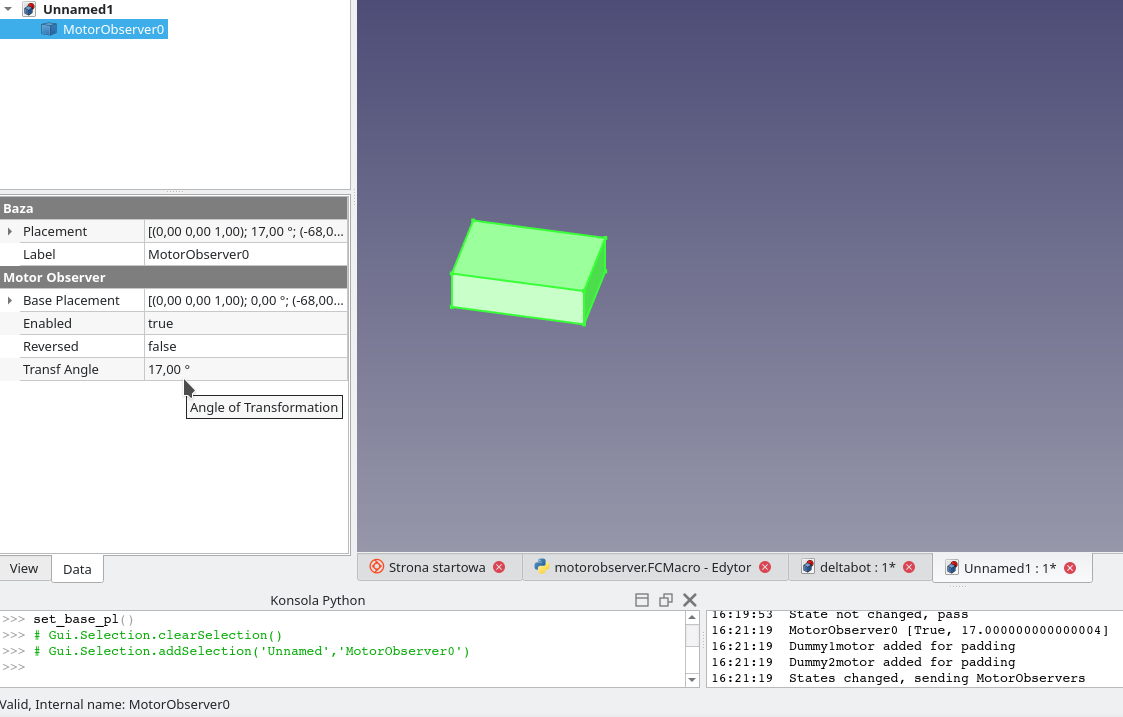 Unnamed1
MotorObserver0
Baza
Placement [(0,00 0,00 1,00); 17,00 °; (-68,0...
Label MotorObserver0
Motor Observer
Base Placement [(0,00 0,00 1,00); 0,00 °; (-68,00...
Enabled true
Reversed false
Transf Angle 17,00 °
Angle of Transformation
View Data
Strona startowa motorobserver.FCMacro - Edytor deltabot : 1* Unnamed1 : 1*
Konsola Python
>>> set_base_pl()
>>> # Gui.Selection.clearSelection()
>>> # Gui.Selection.addSelection('Unnamed','MotorObserver0')
>>>
16:19:53 State not changed, pass
16:21:19 MotorObserver0 [True, 17.000000000000004]
16:21:19 Dummy1motor added for padding
16:21:19 Dummy2motor added for padding
16:21:19 States changed, sending MotorObservers
Valid, Internal name: MotorObserver0